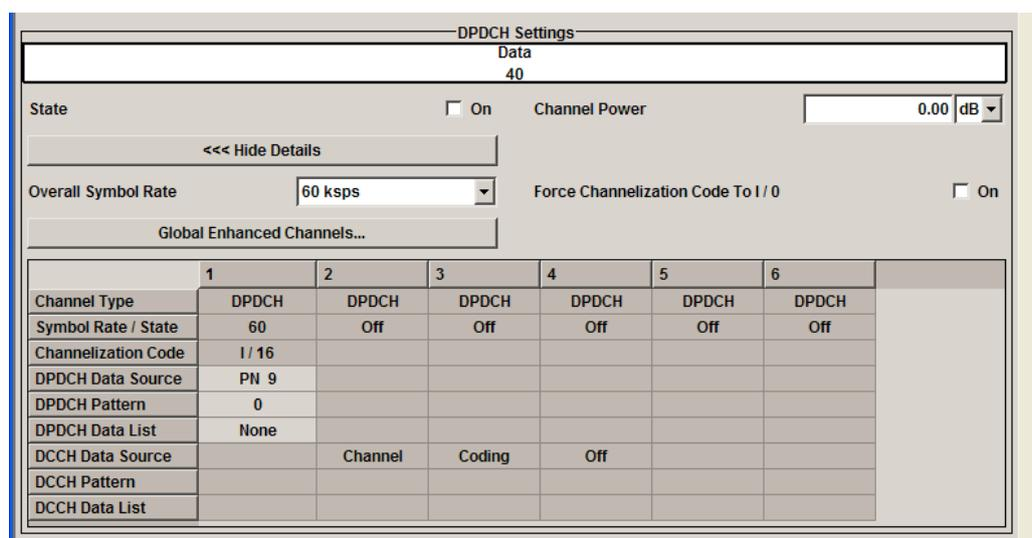 DPDCH Settings
Data
40
State On Channel Power 0.00 dB
<<< Hide Details
Overall Symbol Rate 60 ksps Force Channelization Code To I / 0 On
Global Enhanced Channels...
1 2 3 4 5 6
Channel Type DPDCH DPDCH DPDCH DPDCH DPDCH DPDCH
Symbol Rate / State 60 Off Off Off Off Off
Channelization Code I / 16
DPDCH Data Source PN 9
DPDCH Pattern 0
DPDCH Data List None
DCCH Data Source Channel Coding Off
DCCH Pattern
DCCH Data List